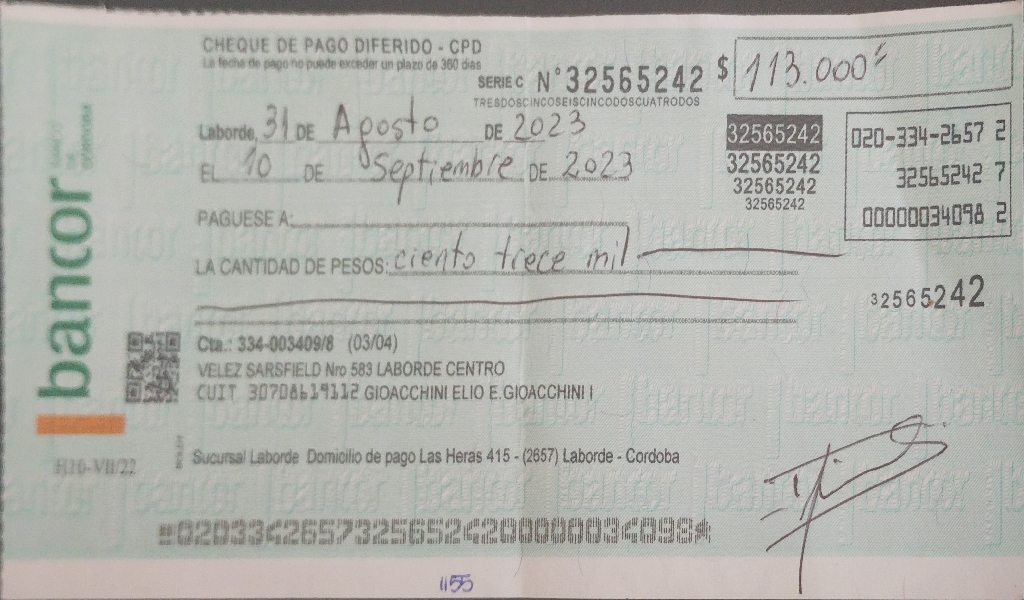 CHEQUE DE PAGO DIFERIDO - CPD
La fecha de pago no puede exceder un plazo de 360 días
SERIE C N° 32565242 $ 113.000
TRESDOSCINCOSEISCINCODOSCUATRODOS
Laborde, 31 DE Agosto DE 2023
EL 10 DE Septiembre DE 2023
32565242
32565242
32565242
32565242
020-334-2657 2
32565242 7
00000034098 2
PAGUESE A:
LA CANTIDAD DE PESOS: ciento trece mil
32565242
bancor
Cta.: 334-003409/8 (03/04)
VELEZ SARSFIELD Nro 583 LABORDE CENTRO
CUIT 30708619112 GIOACCHINI ELIO E.GIOACCHINI I
H10-VII/22
Sucursal Laborde Domicilio de pago Las Heras 415 - (2657) Laborde - Cordoba
02033426573256524200000034098
1155